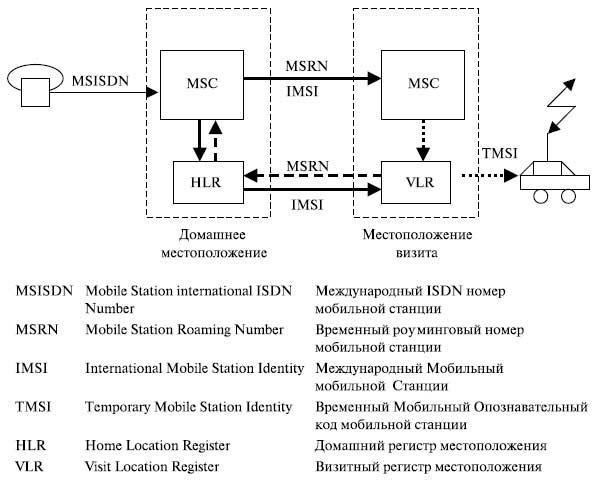 MSISDN
MSC
MSRN
IMSI
MSC
HLR
MSRN
IMSI
VLR
TMSI
Домашнее
местоположение
Местоположение
визита
MSISDN Mobile Station international ISDN Международный ISDN номер
Number мобильной станции
MSRN Mobile Station Roaming Number Временный роуминговый номер
мобильной станции
IMSI International Mobile Station Identity Международный Мобильный
мобильной Станции
TMSI Temporary Mobile Station Identity Временный Мобильный Опознавательный
код мобильной станции
HLR Home Location Register Домашний регистр местоположения
VLR Visit Location Register Визитный регистр местоположения